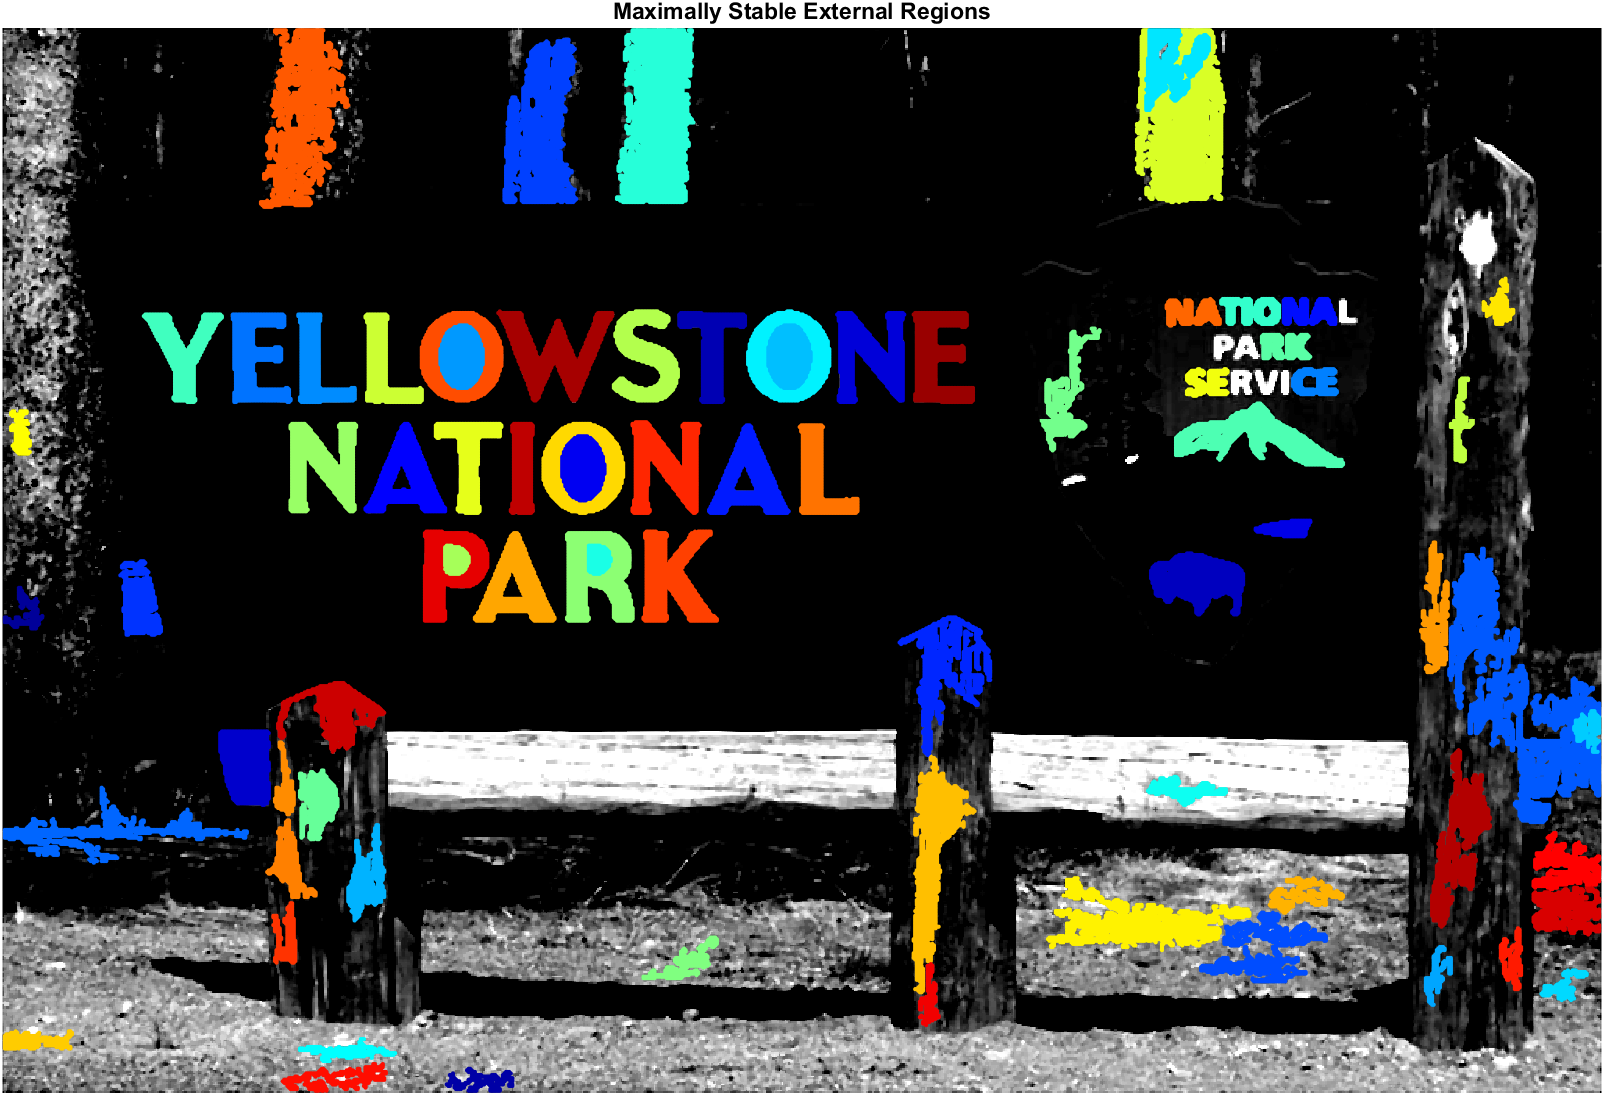 Maximally Stable External Regions
YELLOWSTONE
NATIONAL
PARK
NATIONAL
PARK
SERVICE